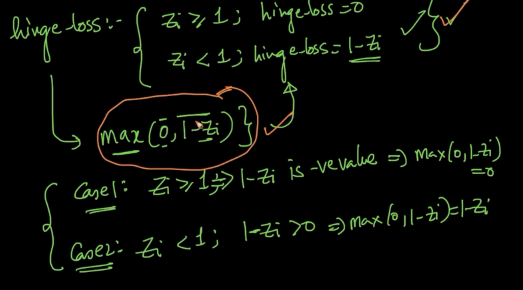 hinge-loss:- { Zi ≥ 1; hinge-loss = 0
Zi < 1; hinge-loss = 1-Zi
max(0, 1-Zi)
Case1: Zi ≥ 1 ⇒ 1-Zi is -ve value ⇒ max(0, 1-Zi) = 0
Case2: Zi < 1; 1-Zi > 0 ⇒ max(0, 1-Zi) = 1-Zi